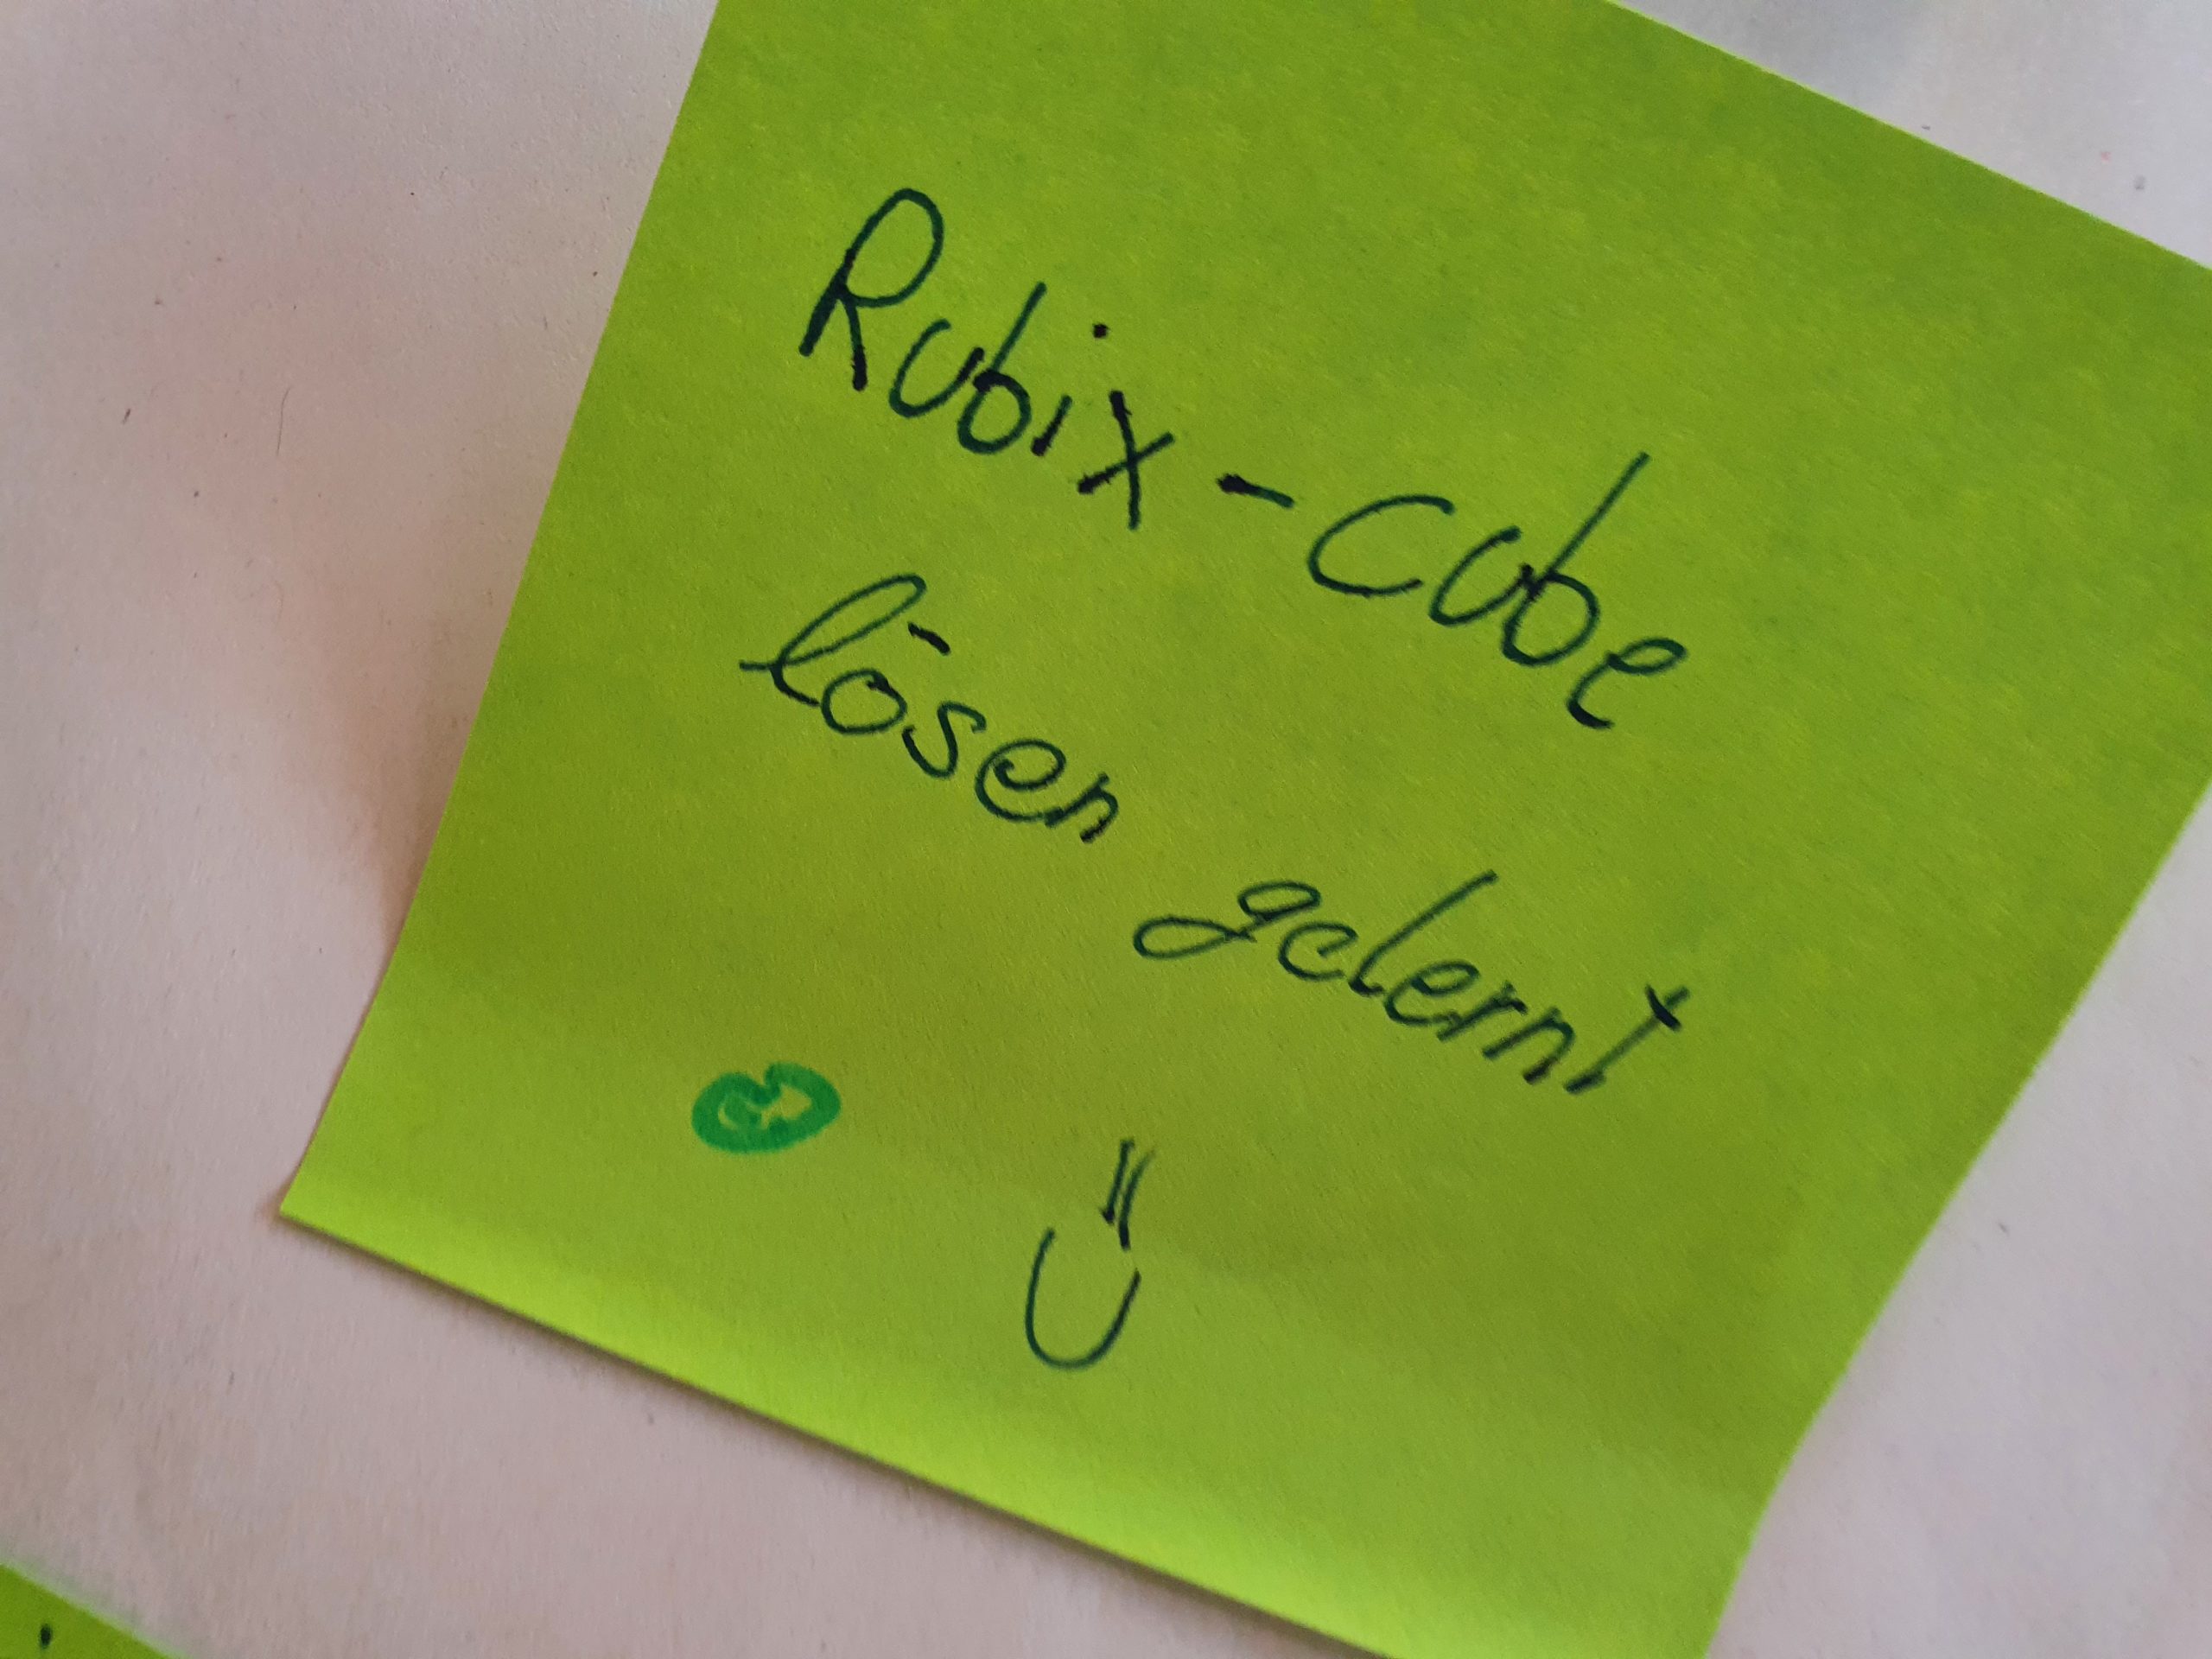 Rubix-cube
lösen gelernt